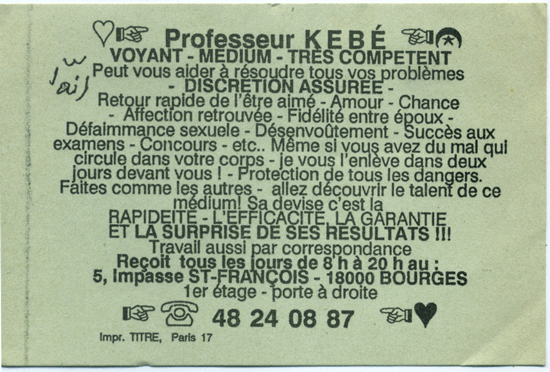 Professeur KEBÉ
VOYANT - MEDIUM - TRÈS COMPETENT
Peut vous aider à résoudre tous vos problèmes
- DISCRETION ASSUREE -
Retour rapide de l'être aimé - Amour - Chance
- Affection retrouvée - Fidélité entre époux -
Défaimmance sexuele - Désenvoûtement - Succès aux
examens - Concours - etc.. Même si vous avez du mal qui
circule dans votre corps - je vous l'enlève dans deux
jours devant vous ! - Protection de tous les dangers.
Faites comme les autres - allez découvrir le talent de ce
médium! Sa devise c'est la
RAPIDEITÉ - L'EFFICACITÉ, LA GARANTIE
ET LA SURPRISE DE SES RESULTATS !!!
Travail aussi par correspondance
Reçoit tous les jours de 8 h à 20 h au :
5, Impasse ST-FRANÇOIS - 18000 BOURGES
1er étage - porte à droite
48 24 08 87
Impr. TITRE, Paris 17